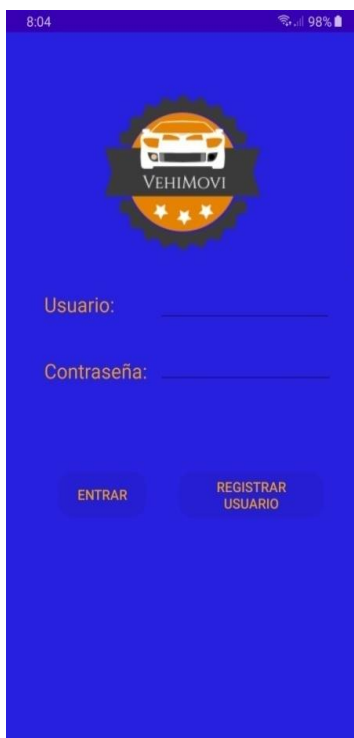 8:04
98%
VEHIMOVI
Usuario:
Contraseña:
ENTRAR
REGISTRAR
USUARIO